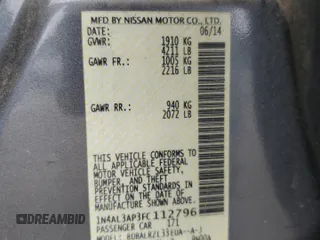 MFD BY NISSAN MOTOR CO., LTD.
DATE: 06/14
GVWR: 1910 KG
4211 LB
GAWR FR: 1005 KG
2216 LB
GAWR RR: 940 KG
2072 LB
THIS VEHICLE CONFORMS TO ALL
APPLICABLE FEDERAL MOTOR VEHICLE SAFETY,
BUMPER, AND THEFT PREVENTION
STANDARDS IN EFFECT ON THE DATE OF
MANUFACTURE SHOWN ABOVE.
1N4AL3AP3FC112796
PASSENGER CAR 171
MODEL: